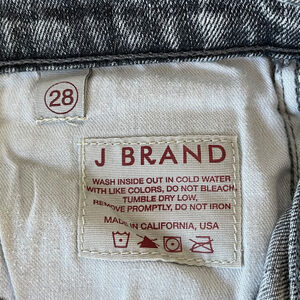 28
J BRAND
WASH INSIDE OUT IN COLD WATER
WITH LIKE COLORS, DO NOT BLEACH,
TUMBLE DRY LOW.
REMOVE PROMPTLY, DO NOT IRON
MADE IN CALIFORNIA, USA